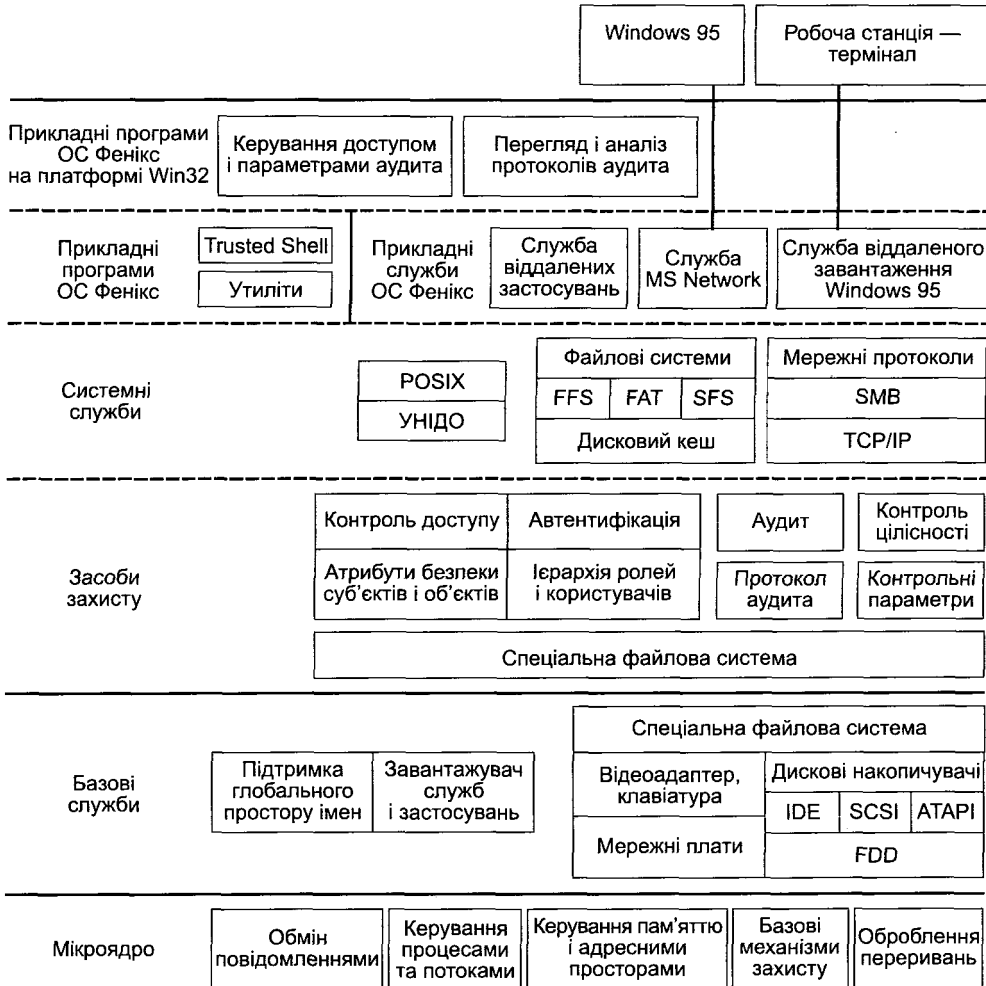 Windows 95
Робоча станція —
термінал
Прикладні програми
ОС Фенікс
на платформі Win32
Керування доступом
і параметрами аудита
Перегляд і аналіз
протоколів аудита
Прикладні
програми
ОС Фенікс
Trusted Shell
Утиліти
Прикладні
служби
ОС Фенікс
Служба
віддалених
застосувань
Служба
MS Network
Служба віддаленого
завантаження
Windows 95
Системні
служби
POSIX
УНІДО
Файлові системи
FFS
FAT
SFS
Дисковий кеш
Мережні протоколи
SMB
TCP/IP
Засоби
захисту
Контроль доступу
Автентифікація
Атрибути безпеки
суб’єктів і об’єктів
Ієрархія ролей
і користувачів
Аудит
Протокол
аудита
Контроль
цілісності
Контрольні
параметри
Спеціальна файлова система
Базові
служби
Підтримка
глобального
простору імен
Завантажувач
служб
і застосувань
Спеціальна файлова система
Відеоадаптер,
клавіатура
Мережні плати
Дискові накопичувачі
IDE
SCSI
ATAPI
FDD
Мікроядро
Обмін
повідомленнями
Керування
процесами
та потоками
Керування пам’яттю
і адресними
просторами
Базові
механізми
захисту
Оброблення
переривань